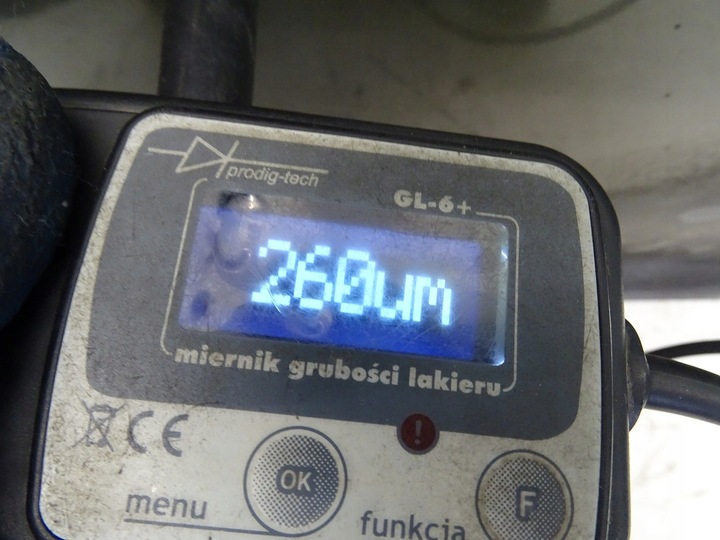 prodig-tech
GL-6+
260um
miernik grubości lakieru
CE
!
OK
F
menu
funkcja